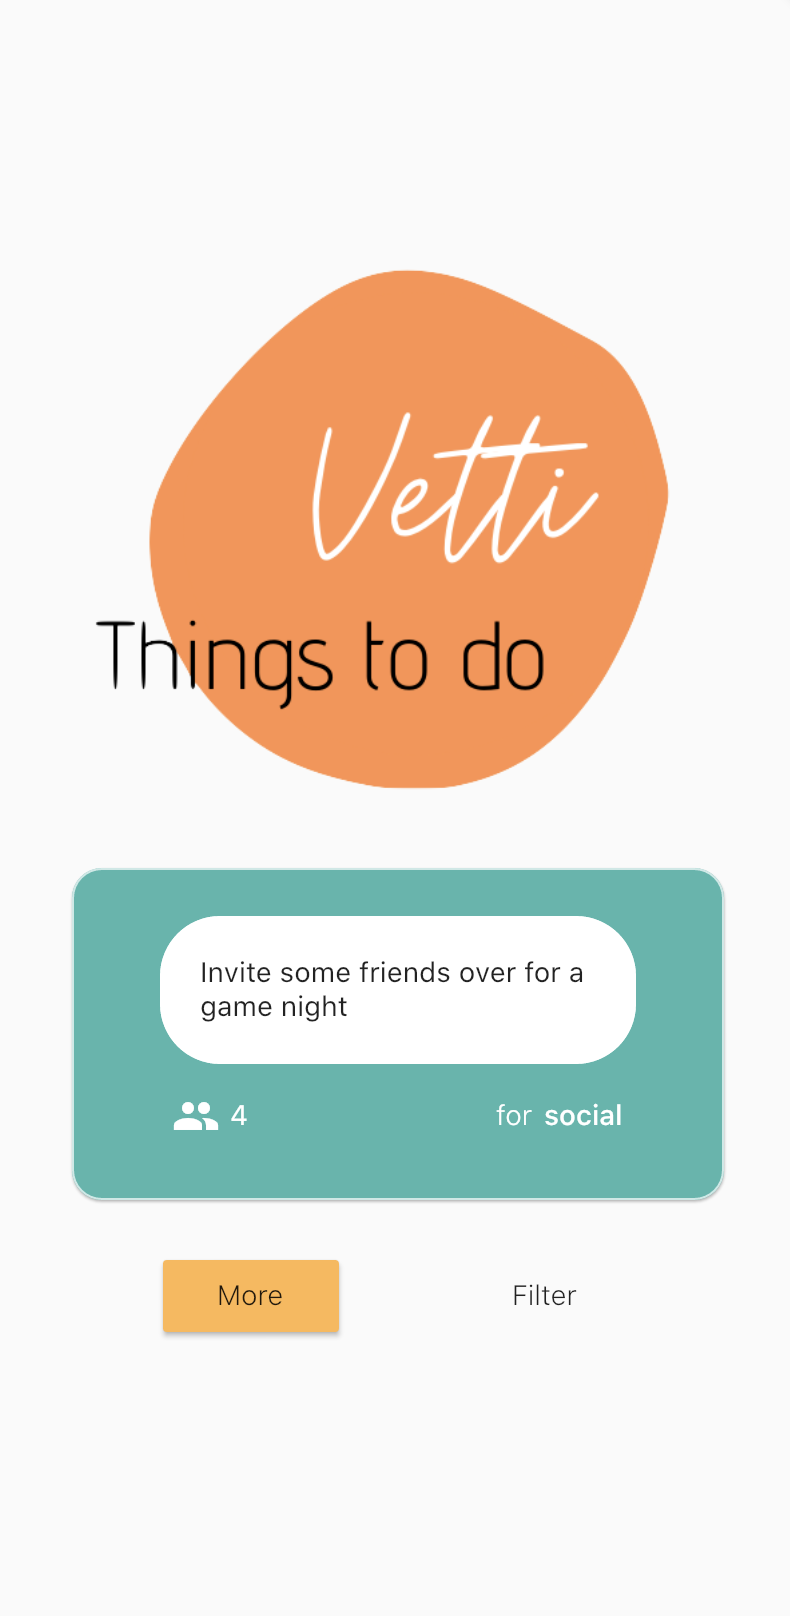 Vetti
Things to do
Invite some friends over for a
game night
4
for social
More
Filter